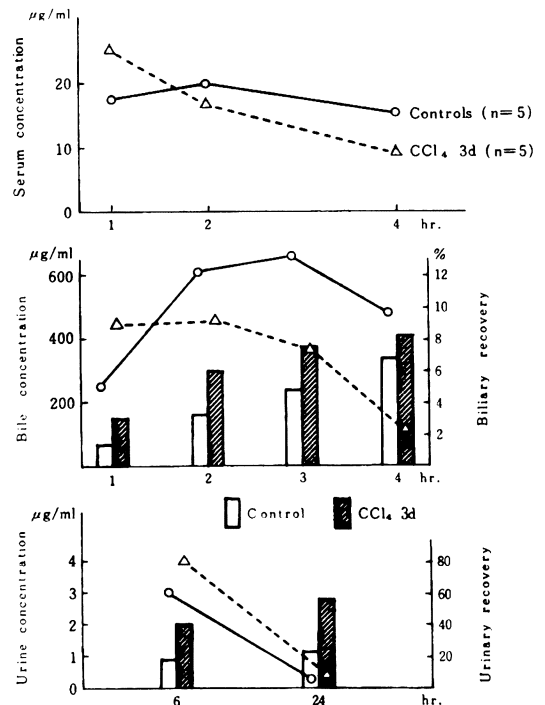 μg/ml
Serum concentration
20
10
0
Controls (n=5)
CCl₄ 3d (n=5)
1 2 4 hr.
μg/ml %
Bile concentration
600
400
200
12
10
8
6
4
2
Biliary recovery
1 2 3 4 hr.
Control CCl₄ 3d
μg/ml
Urine concentration
4
3
2
1
0
80
60
40
20
Urinary recovery
6 24 hr.